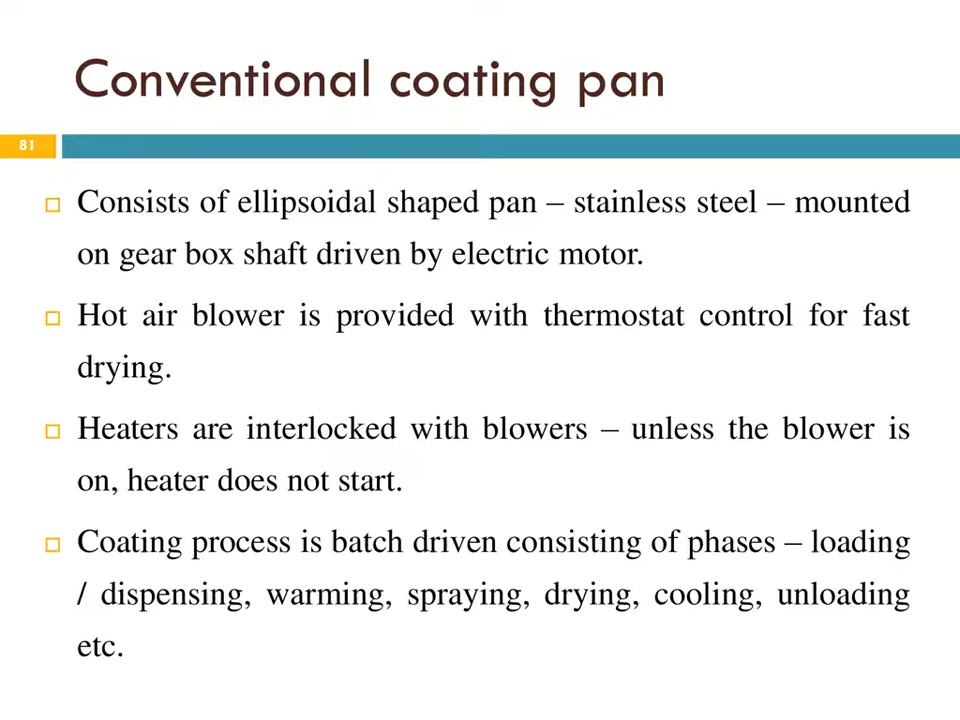 Conventional coating pan
81
Consists of ellipsoidal shaped pan – stainless steel – mounted
on gear box shaft driven by electric motor.
Hot air blower is provided with thermostat control for fast
drying.
Heaters are interlocked with blowers – unless the blower is
on, heater does not start.
Coating process is batch driven consisting of phases – loading
/ dispensing, warming, spraying, drying, cooling, unloading
etc.